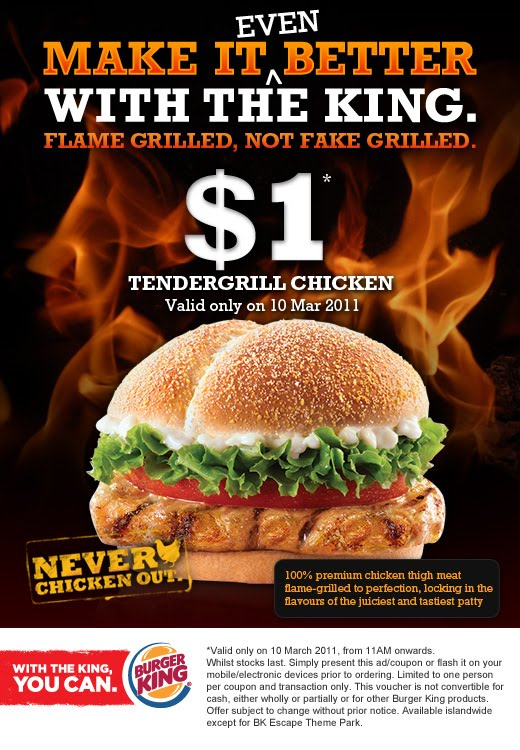 EVEN
MAKE IT BETTER
WITH THE KING.
FLAME GRILLED, NOT FAKE GRILLED.
$1*
TENDERGRILL CHICKEN
Valid only on 10 Mar 2011
NEVER
CHICKEN OUT.
100% premium chicken thigh meat
flame-grilled to perfection, locking in the
flavours of the juiciest and tastiest patty
WITH THE KING,
YOU CAN.
BURGER
KING®
*Valid only on 10 March 2011, from 11AM onwards.
Whilst stocks last. Simply present this ad/coupon or flash it on your
mobile/electronic devices prior to ordering. Limited to one person
per coupon and transaction only. This voucher is not convertible for
cash, either wholly or partially or for other Burger King products.
Offer subject to change without prior notice. Available islandwide
except for BK Escape Theme Park.